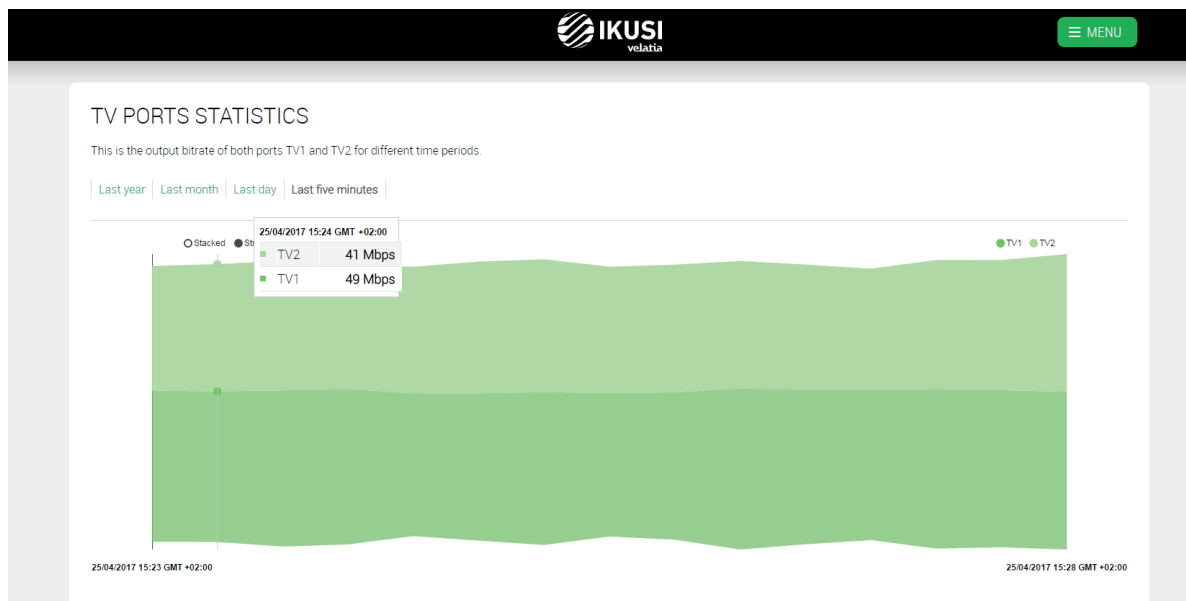 IKUSI
velatia
☰ MENU
TV PORTS STATISTICS
This is the output bitrate of both ports TV1 and TV2 for different time periods.
Last year Last month Last day Last five minutes
25/04/2017 15:24 GMT +02:00
Stacked TV1 TV2
TV2 41 Mbps
TV1 49 Mbps
25/04/2017 15:23 GMT +02:00 25/04/2017 15:28 GMT +02:00